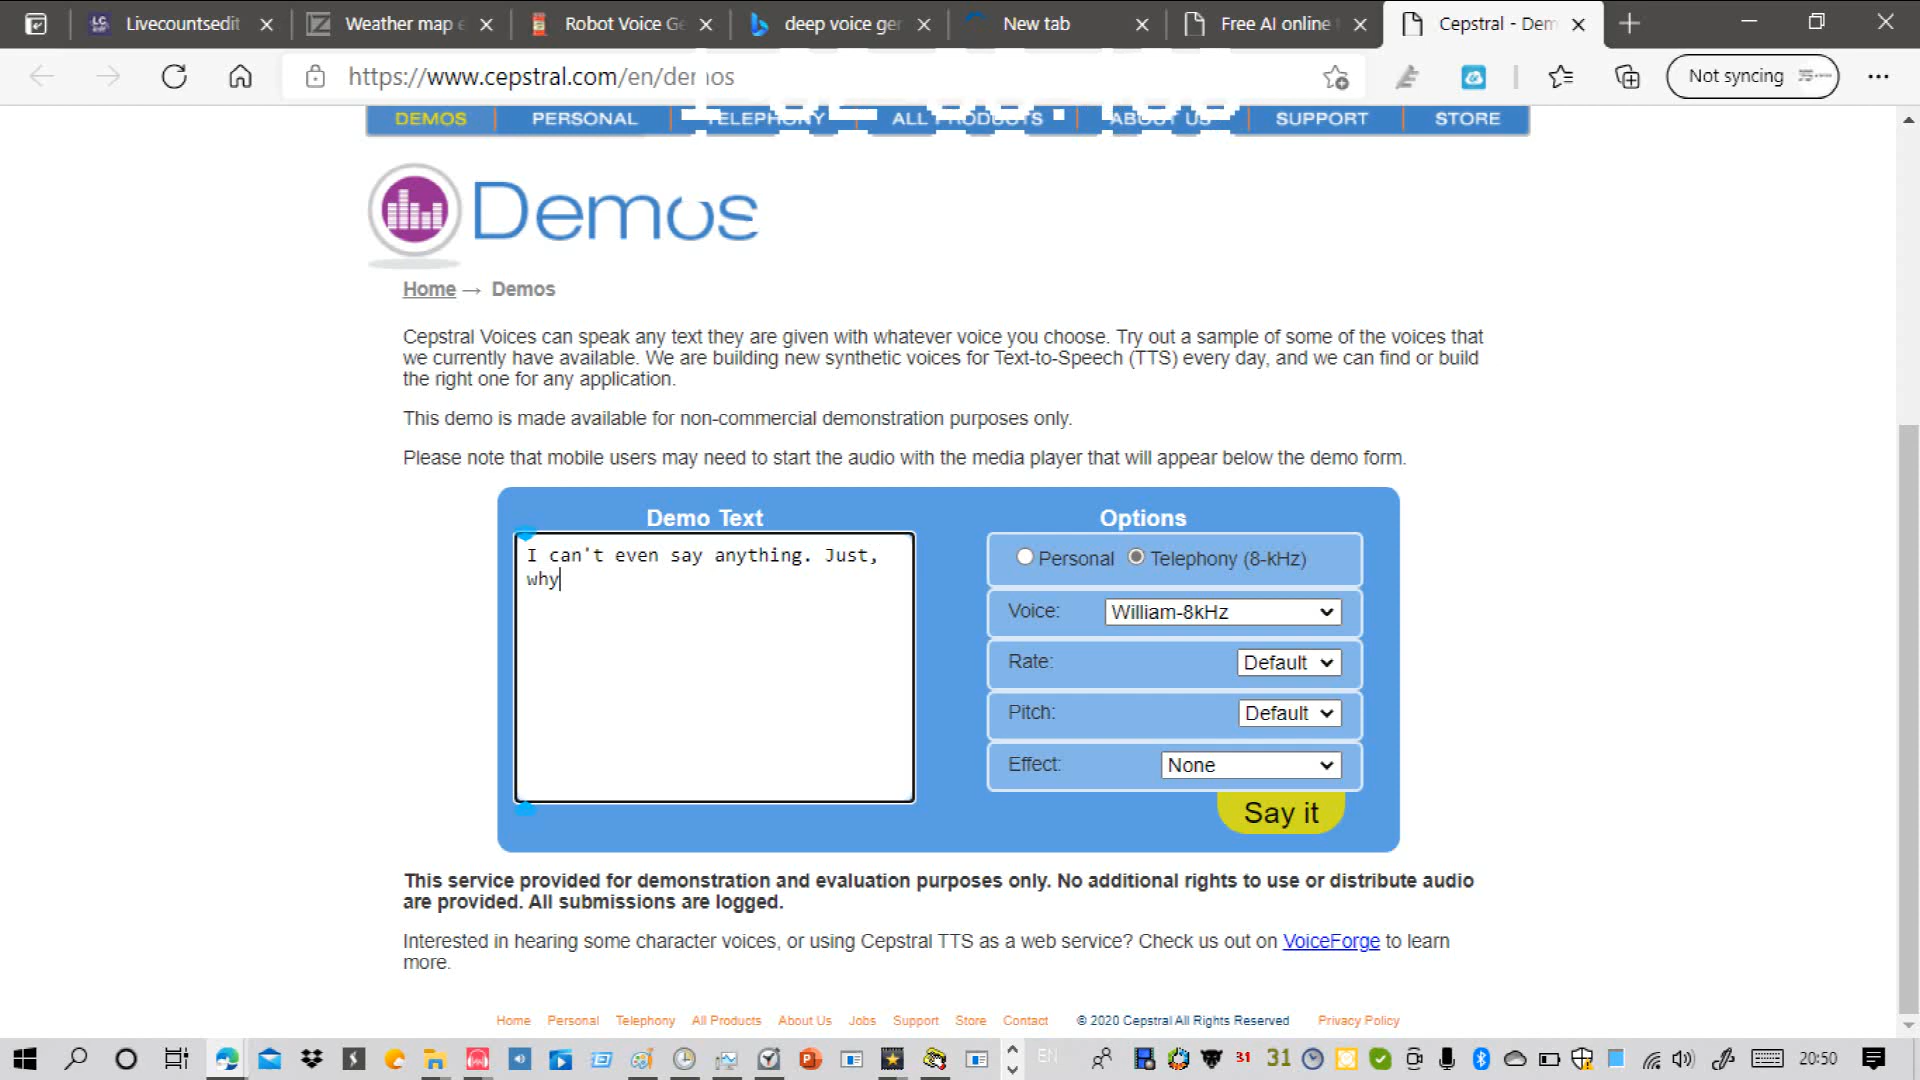 Livecountsedit
Weather map
Robot Voice Ge
deep voice ger
New tab
Free AI online
Cepstral - Dem
https://www.cepstral.com/en/demos
Not syncing
DEMOS PERSONAL TELEPHONY ALL PRODUCTS ABOUT US SUPPORT STORE
Demos
Home → Demos
Cepstral Voices can speak any text they are given with whatever voice you choose. Try out a sample of some of the voices that
we currently have available. We are building new synthetic voices for Text-to-Speech (TTS) every day, and we can find or build
the right one for any application.
This demo is made available for non-commercial demonstration purposes only.
Please note that mobile users may need to start the audio with the media player that will appear below the demo form.
Demo Text
I can't even say anything. Just,
why
Options
Personal Telephony (8-kHz)
Voice: William-8kHz
Rate: Default
Pitch: Default
Effect: None
Say it
This service provided for demonstration and evaluation purposes only. No additional rights to use or distribute audio
are provided. All submissions are logged.
Interested in hearing some character voices, or using Cepstral TTS as a web service? Check us out on VoiceForge to learn
more.
Home Personal Telephony All Products About Us Jobs Support Store Contact © 2020 Cepstral All Rights Reserved Privacy Policy
EN 31 31 20:50